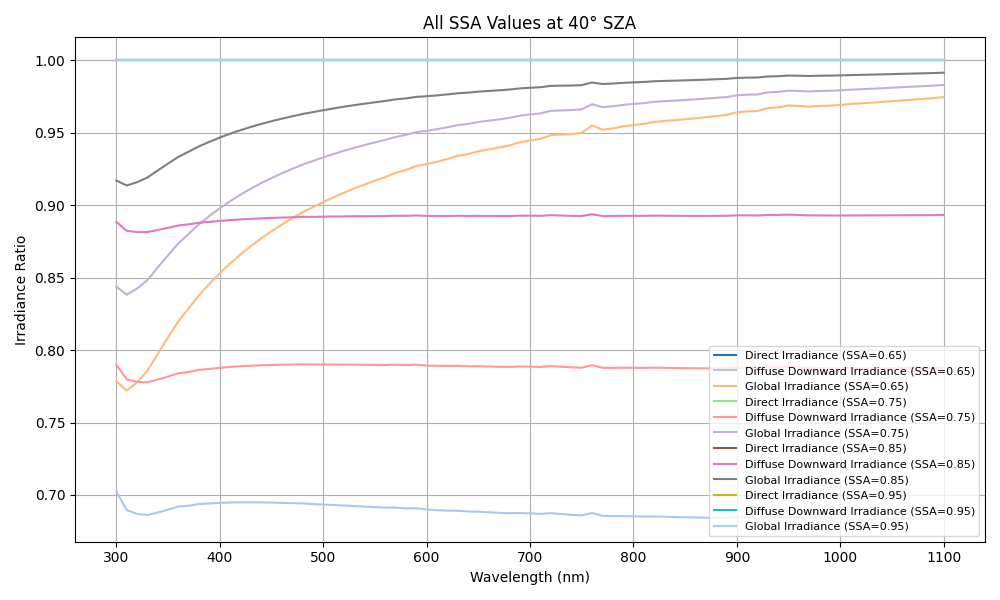 All SSA Values at 40° SZA
Irradiance Ratio
1.00
0.95
0.90
0.85
0.80
0.75
0.70
300
400
500
600
700
800
900
1000
1100
Wavelength (nm)
Direct Irradiance (SSA=0.65)
Diffuse Downward Irradiance (SSA=0.65)
Global Irradiance (SSA=0.65)
Direct Irradiance (SSA=0.75)
Diffuse Downward Irradiance (SSA=0.75)
Global Irradiance (SSA=0.75)
Direct Irradiance (SSA=0.85)
Diffuse Downward Irradiance (SSA=0.85)
Global Irradiance (SSA=0.85)
Direct Irradiance (SSA=0.95)
Diffuse Downward Irradiance (SSA=0.95)
Global Irradiance (SSA=0.95)